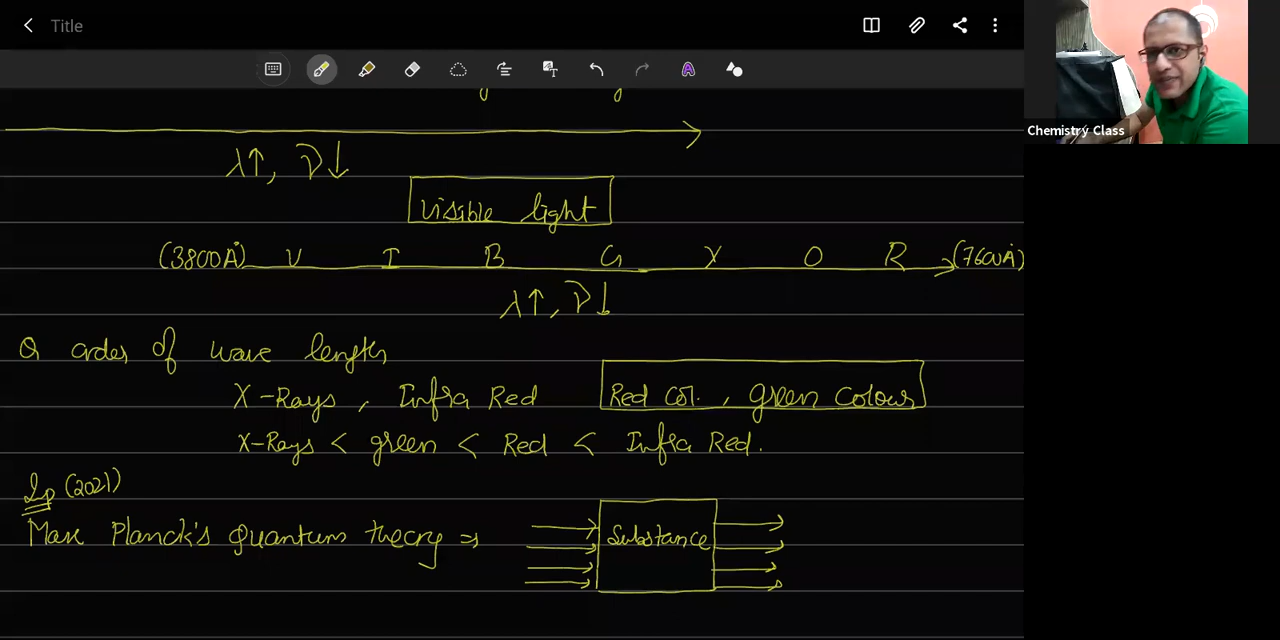 Title
Chemistry Class
λ↑, ν↓
Visible light
(3800Å) V I B G Y O R (7600Å)
λ↑, ν↓
Q order of wave length
X-Rays, Infra Red Red col., green colour
X-Rays < green < Red < Infra Red.
Imp (2021)
Max Planck's quantum theory ⇒ Substance